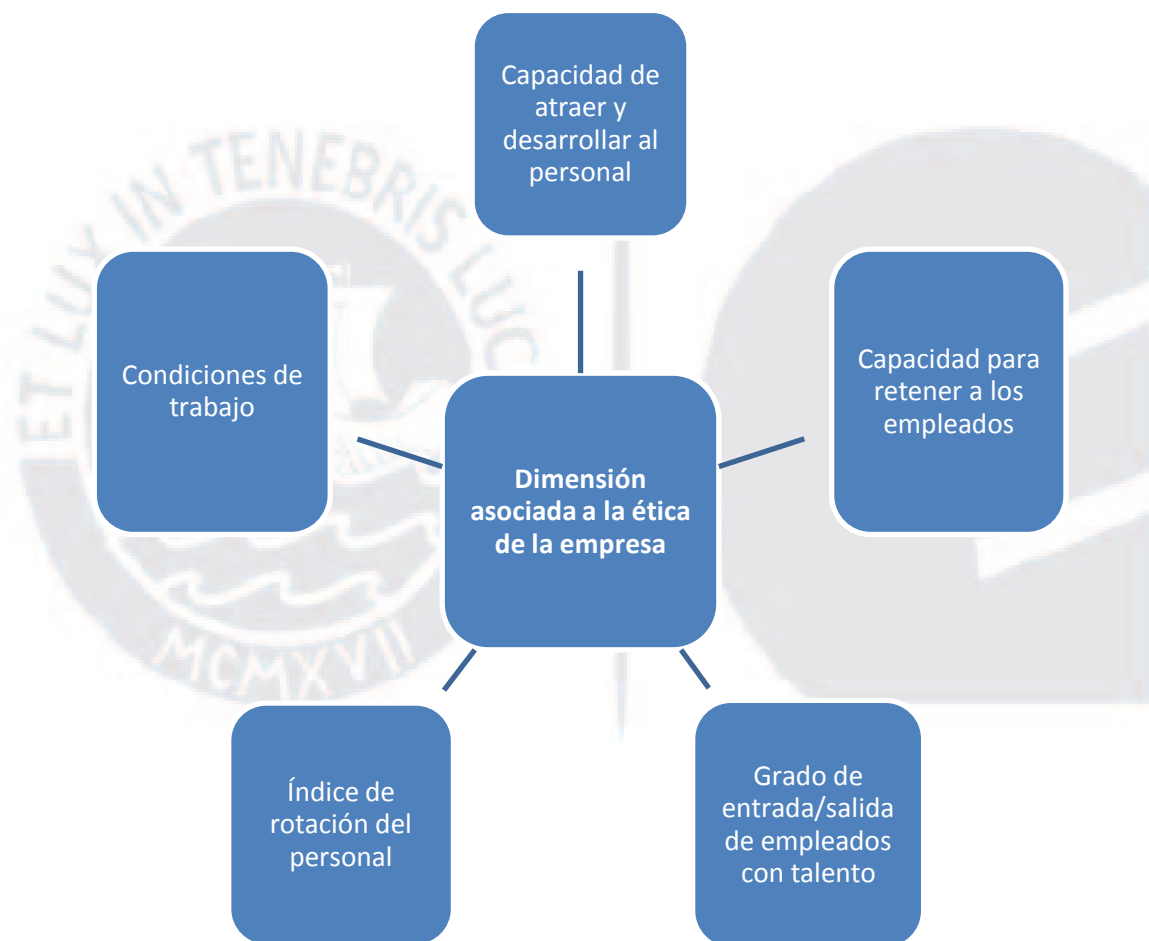 Capacidad de
atraer y
desarrollar al
personal
Capacidad para
retener a los
empleados
Grado de
entrada/salida
de empleados
con talento
Índice de
rotación del
personal
Condiciones de
trabajo
Dimensión
asociada a la ética
de la empresa
ET LUX IN TENEBRIS LUC
MCMXVII